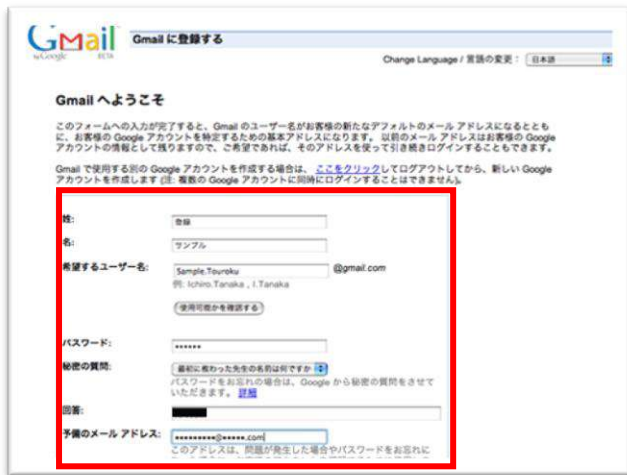 Gmail
by Google BETA
Gmail に登録する
Change Language / 言語の変更： 日本語
Gmail へようこそ
このフォームへの入力が完了すると、Gmail のユーザー名がお客様の新たなデフォルトのメール アドレスになるととも
に、お客様の Google アカウントを特定するための基本アドレスになります。 以前のメール アドレスはお客様の Google
アカウントの情報として残りますので、ご希望であれば、そのアドレスを使って引き続きログインすることもできます。
Gmail で使用する別の Google アカウントを作成する場合は、 ここをクリックしてログアウトしてから、新しい Google
アカウントを作成します (注: 複数の Google アカウントに同時にログインすることはできません)。
姓: 登録
名: サンプル
希望するユーザー名: Sample.Touroku @gmail.com
例: Ichiro.Tanaka , I.Tanaka
使用可能かを確認する
パスワード: ••••••
秘密の質問: 最初に教わった先生の名前は何ですか
パスワードをお忘れの場合は、Google から秘密の質問をさせて
いただきます。 詳細
回答:
予備のメール アドレス: •••••••••@•••••.com
このアドレスは、問題が発生した場合やパスワードをお忘れに